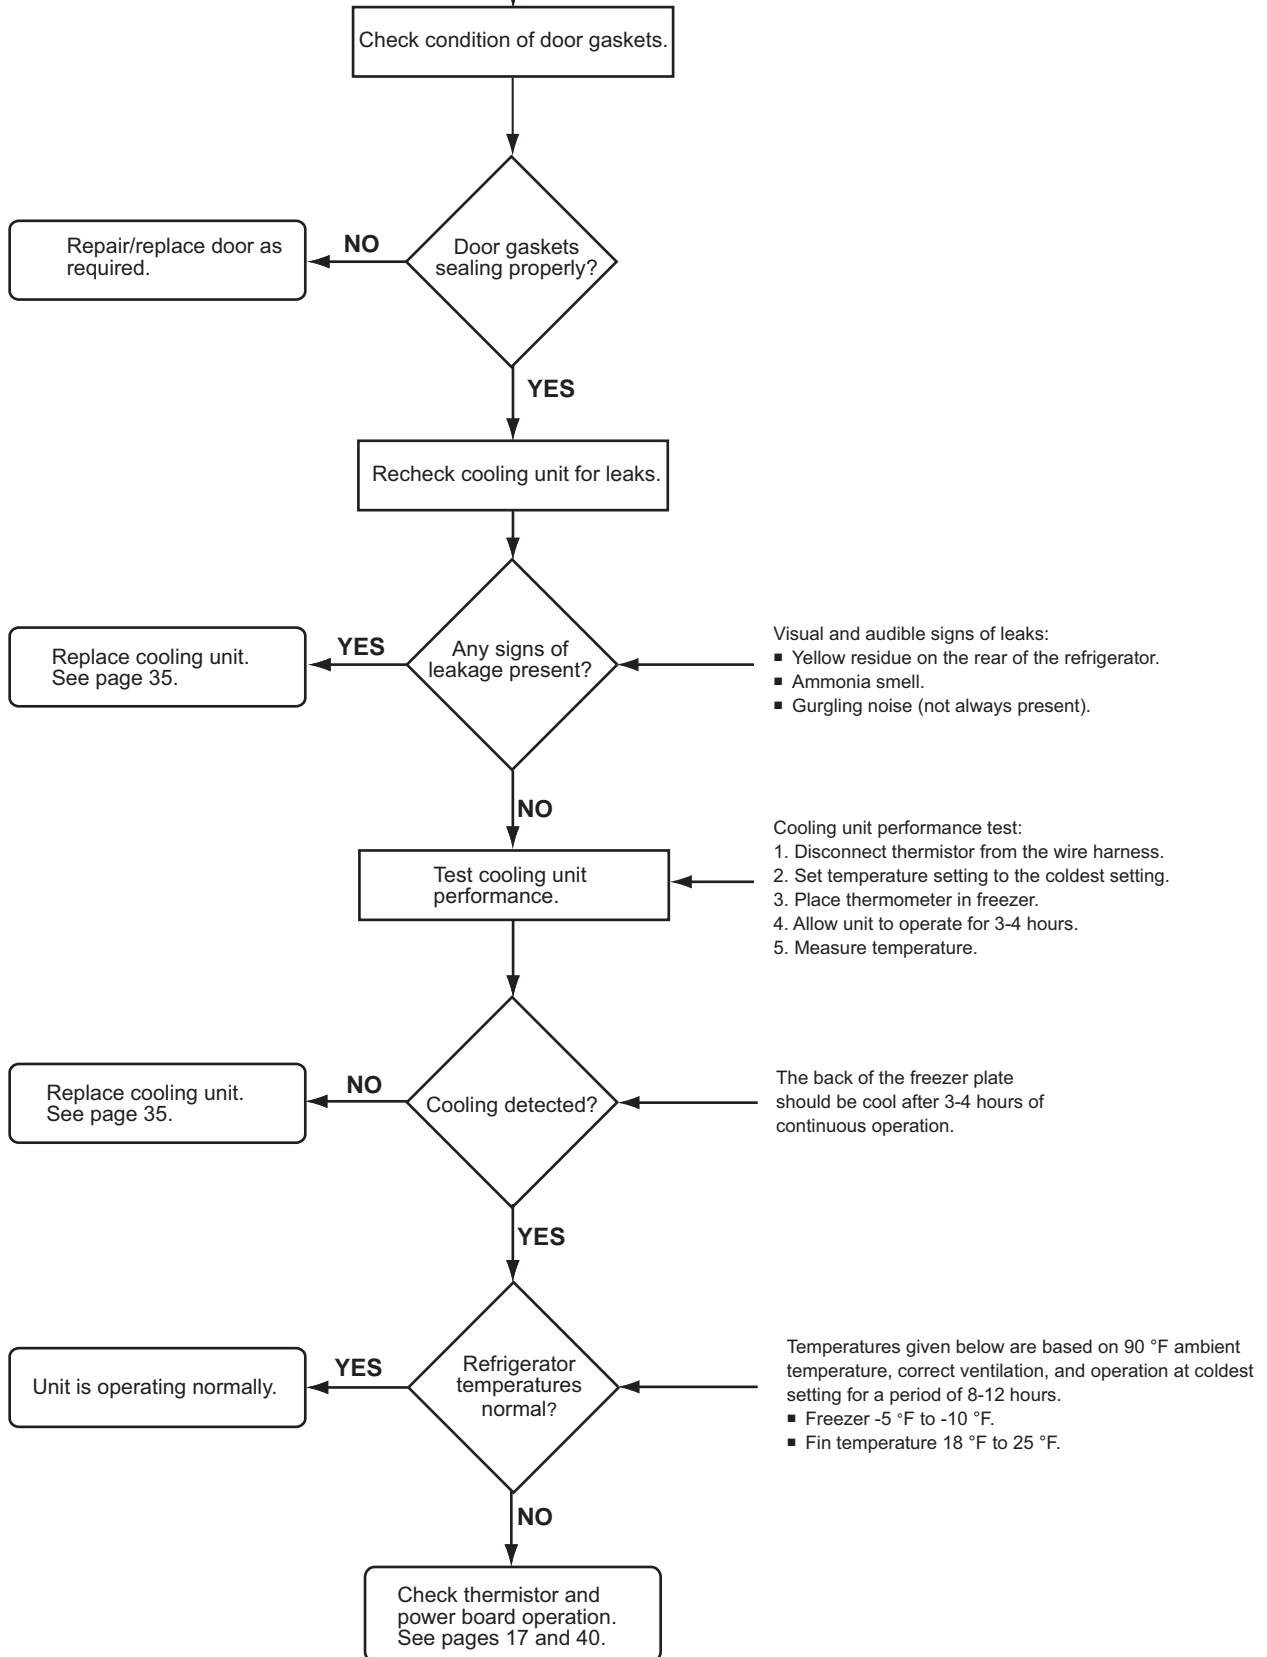 Check condition of door gaskets.
Door gaskets
sealing properly?
NO
Repair/replace door as
required.
YES
Recheck cooling unit for leaks.
Any signs of
leakage present?
YES
Replace cooling unit.
See page 35.
Visual and audible signs of leaks:
▪ Yellow residue on the rear of the refrigerator.
▪ Ammonia smell.
▪ Gurgling noise (not always present).
NO
Test cooling unit
performance.
Cooling unit performance test:
1. Disconnect thermistor from the wire harness.
2. Set temperature setting to the coldest setting.
3. Place thermometer in freezer.
4. Allow unit to operate for 3-4 hours.
5. Measure temperature.
Cooling detected?
NO
Replace cooling unit.
See page 35.
The back of the freezer plate
should be cool after 3-4 hours of
continuous operation.
YES
Refrigerator
temperatures
normal?
YES
Unit is operating normally.
Temperatures given below are based on 90 °F ambient
temperature, correct ventilation, and operation at coldest
setting for a period of 8-12 hours.
▪ Freezer -5 °F to -10 °F.
▪ Fin temperature 18 °F to 25 °F.
NO
Check thermistor and
power board operation.
See pages 17 and 40.